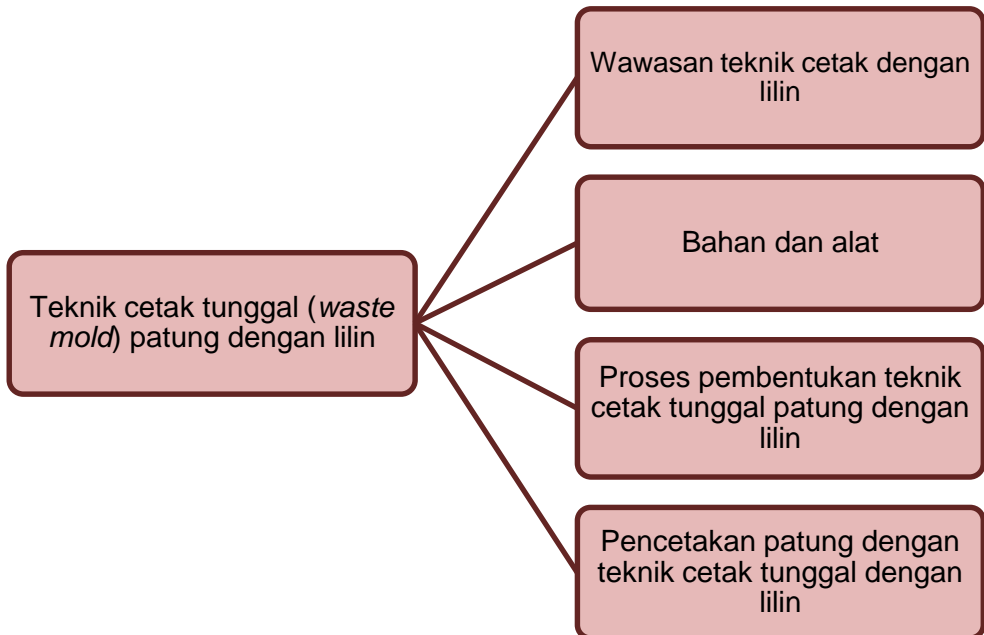 Wawasan teknik cetak dengan
lilin
Bahan dan alat
Teknik cetak tunggal (waste
mold) patung dengan lilin
Proses pembentukan teknik
cetak tunggal patung dengan
lilin
Pencetakan patung dengan
teknik cetak tunggal dengan
lilin